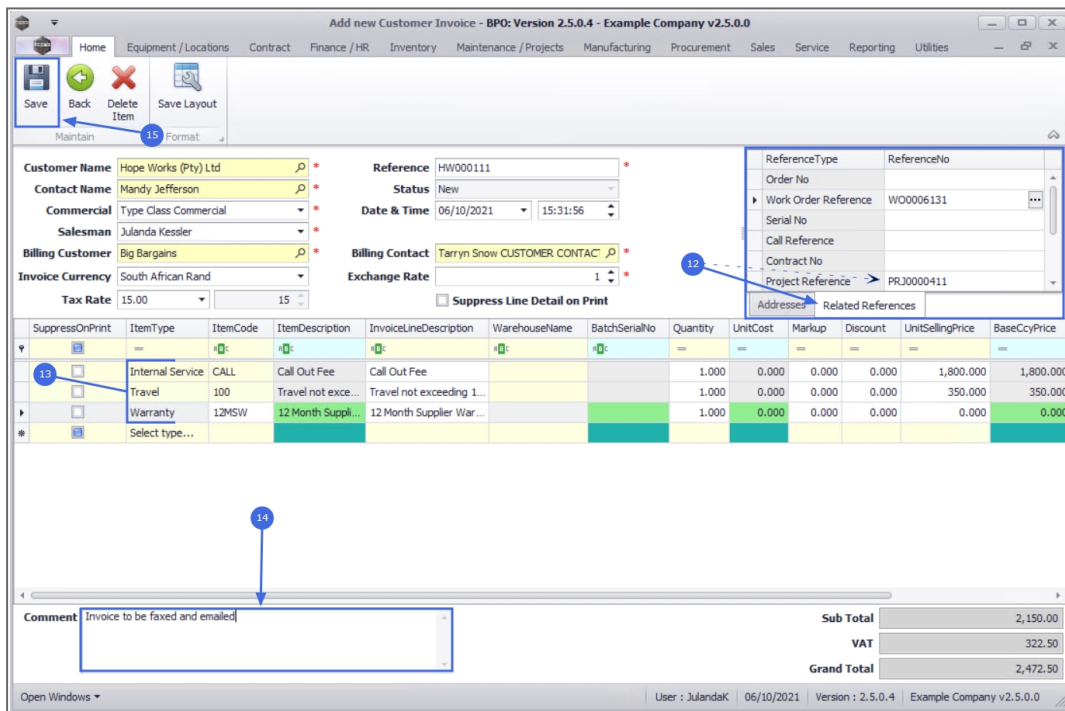 Add new Customer Invoice - BPO: Version 2.5.0.4 - Example Company v2.5.0.0
Home Equipment / Locations Contract Finance / HR Inventory Maintenance / Projects Manufacturing Procurement Sales Service Reporting Utilities
Save Back Delete Item Save Layout
Maintain 15 Format
Customer Name Hope Works (Pty) Ltd * Reference HW000111 *
Contact Name Mandy Jefferson * Status New
Commercial Type Class Commercial * Date & Time 06/10/2021 15:31:56
Salesman Julanda Kessler *
Billing Customer Big Bargains * Billing Contact Tarryn Snow CUSTOMER CONTACT *
Invoice Currency South African Rand Exchange Rate 1 *
Tax Rate 15.00 15 Suppress Line Detail on Print
ReferenceType ReferenceNo
Order No
Work Order Reference WO0006131 ...
Serial No
Call Reference
Contract No
12
Project Reference PRJ0000411
Addresses Related References
SuppressOnPrint ItemType ItemCode ItemDescription InvoiceLineDescription WarehouseName BatchSerialNo Quantity UnitCost Markup Discount UnitSellingPrice BaseCcyPrice
13
Internal Service CALL Call Out Fee Call Out Fee 1.000 0.000 0.000 0.000 1,800.000 1,800.000
Travel 100 Travel not exce... Travel not exceeding 1... 1.000 0.000 0.000 0.000 350.000 350.000
Warranty 12MSW 12 Month Suppli... 12 Month Supplier War... 1.000 0.000 0.000 0.000 0.000 0.000
Select type...
14
Comment Invoice to be faxed and emailed
Sub Total 2,150.00
VAT 322.50
Grand Total 2,472.50
Open Windows User : JulandaK 06/10/2021 Version : 2.5.0.4 Example Company v2.5.0.0